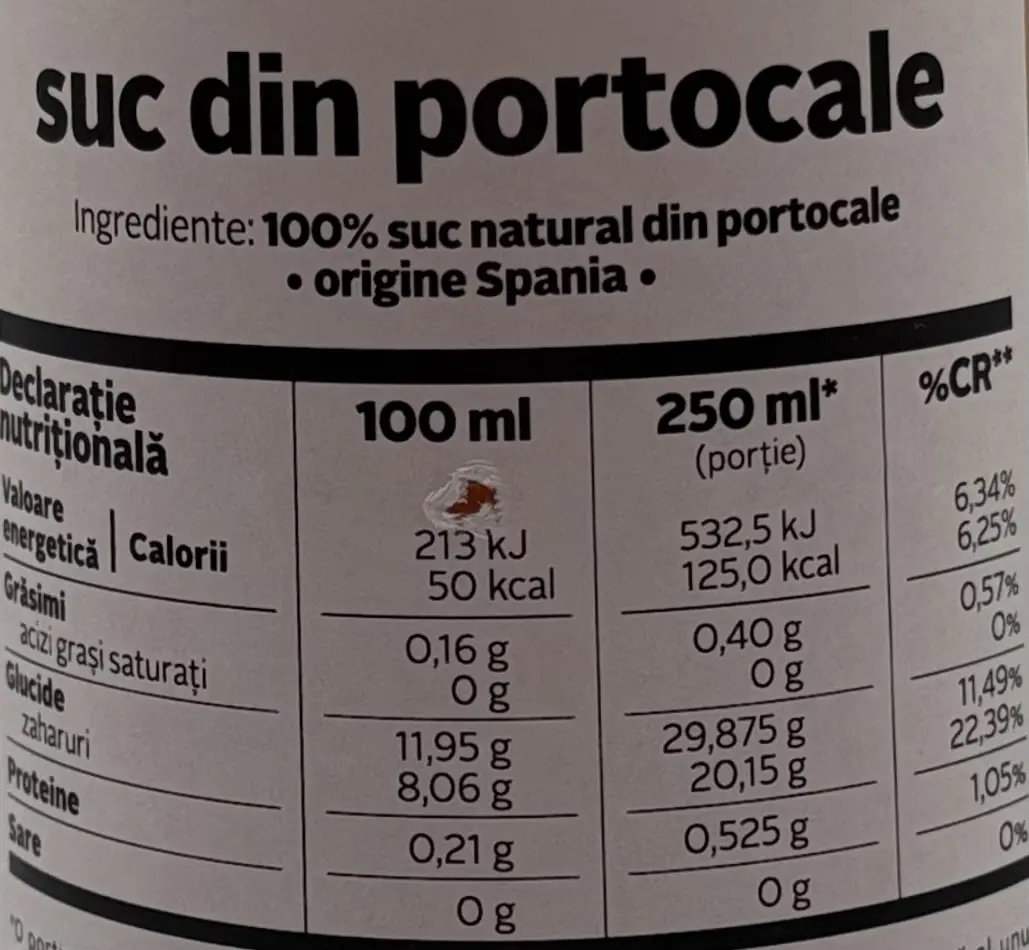 suc din portocale
Ingrediente: 100% suc natural din portocale
• origine Spania •
Declarație nutrițională 100 ml 250 ml* (porție) %CR**
Valoare energetică | Calorii 213 kJ 532,5 kJ 6,34%
50 kcal 125,0 kcal 6,25%
Grăsimi 0,16 g 0,40 g 0,57%
acizi grași saturați 0 g 0 g 0%
Glucide 11,95 g 29,875 g 11,49%
zaharuri 8,06 g 20,15 g 22,39%
Proteine 0,21 g 0,525 g 1,05%
Sare 0 g 0 g 0%
*O